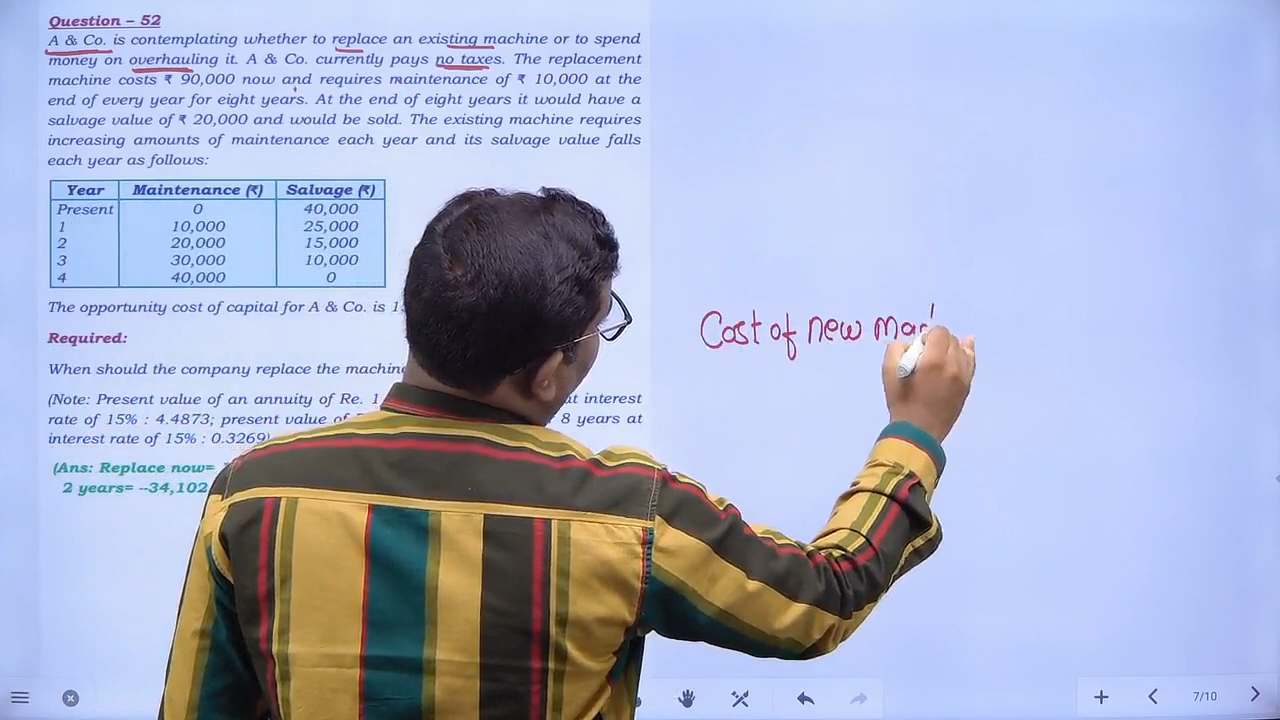 Question – 52
A & Co. is contemplating whether to replace an existing machine or to spend
money on overhauling it. A & Co. currently pays no taxes. The replacement
machine costs ₹ 90,000 now and requires maintenance of ₹ 10,000 at the
end of every year for eight years. At the end of eight years it would have a
salvage value of ₹ 20,000 and would be sold. The existing machine requires
increasing amounts of maintenance each year and its salvage value falls
each year as follows:
Year Maintenance (₹) Salvage (₹)
Present 0 40,000
1 10,000 25,000
2 20,000 15,000
3 30,000 10,000
4 40,000 0
The opportunity cost of capital for A & Co. is
Required:
When should the company replace the machine
(Note: Present value of an annuity of Re. 1 at interest
rate of 15% : 4.4873; present value of 8 years at
interest rate of 15% : 0.3269)
(Ans: Replace now=
2 years= --34,102
Cost of new
7/10